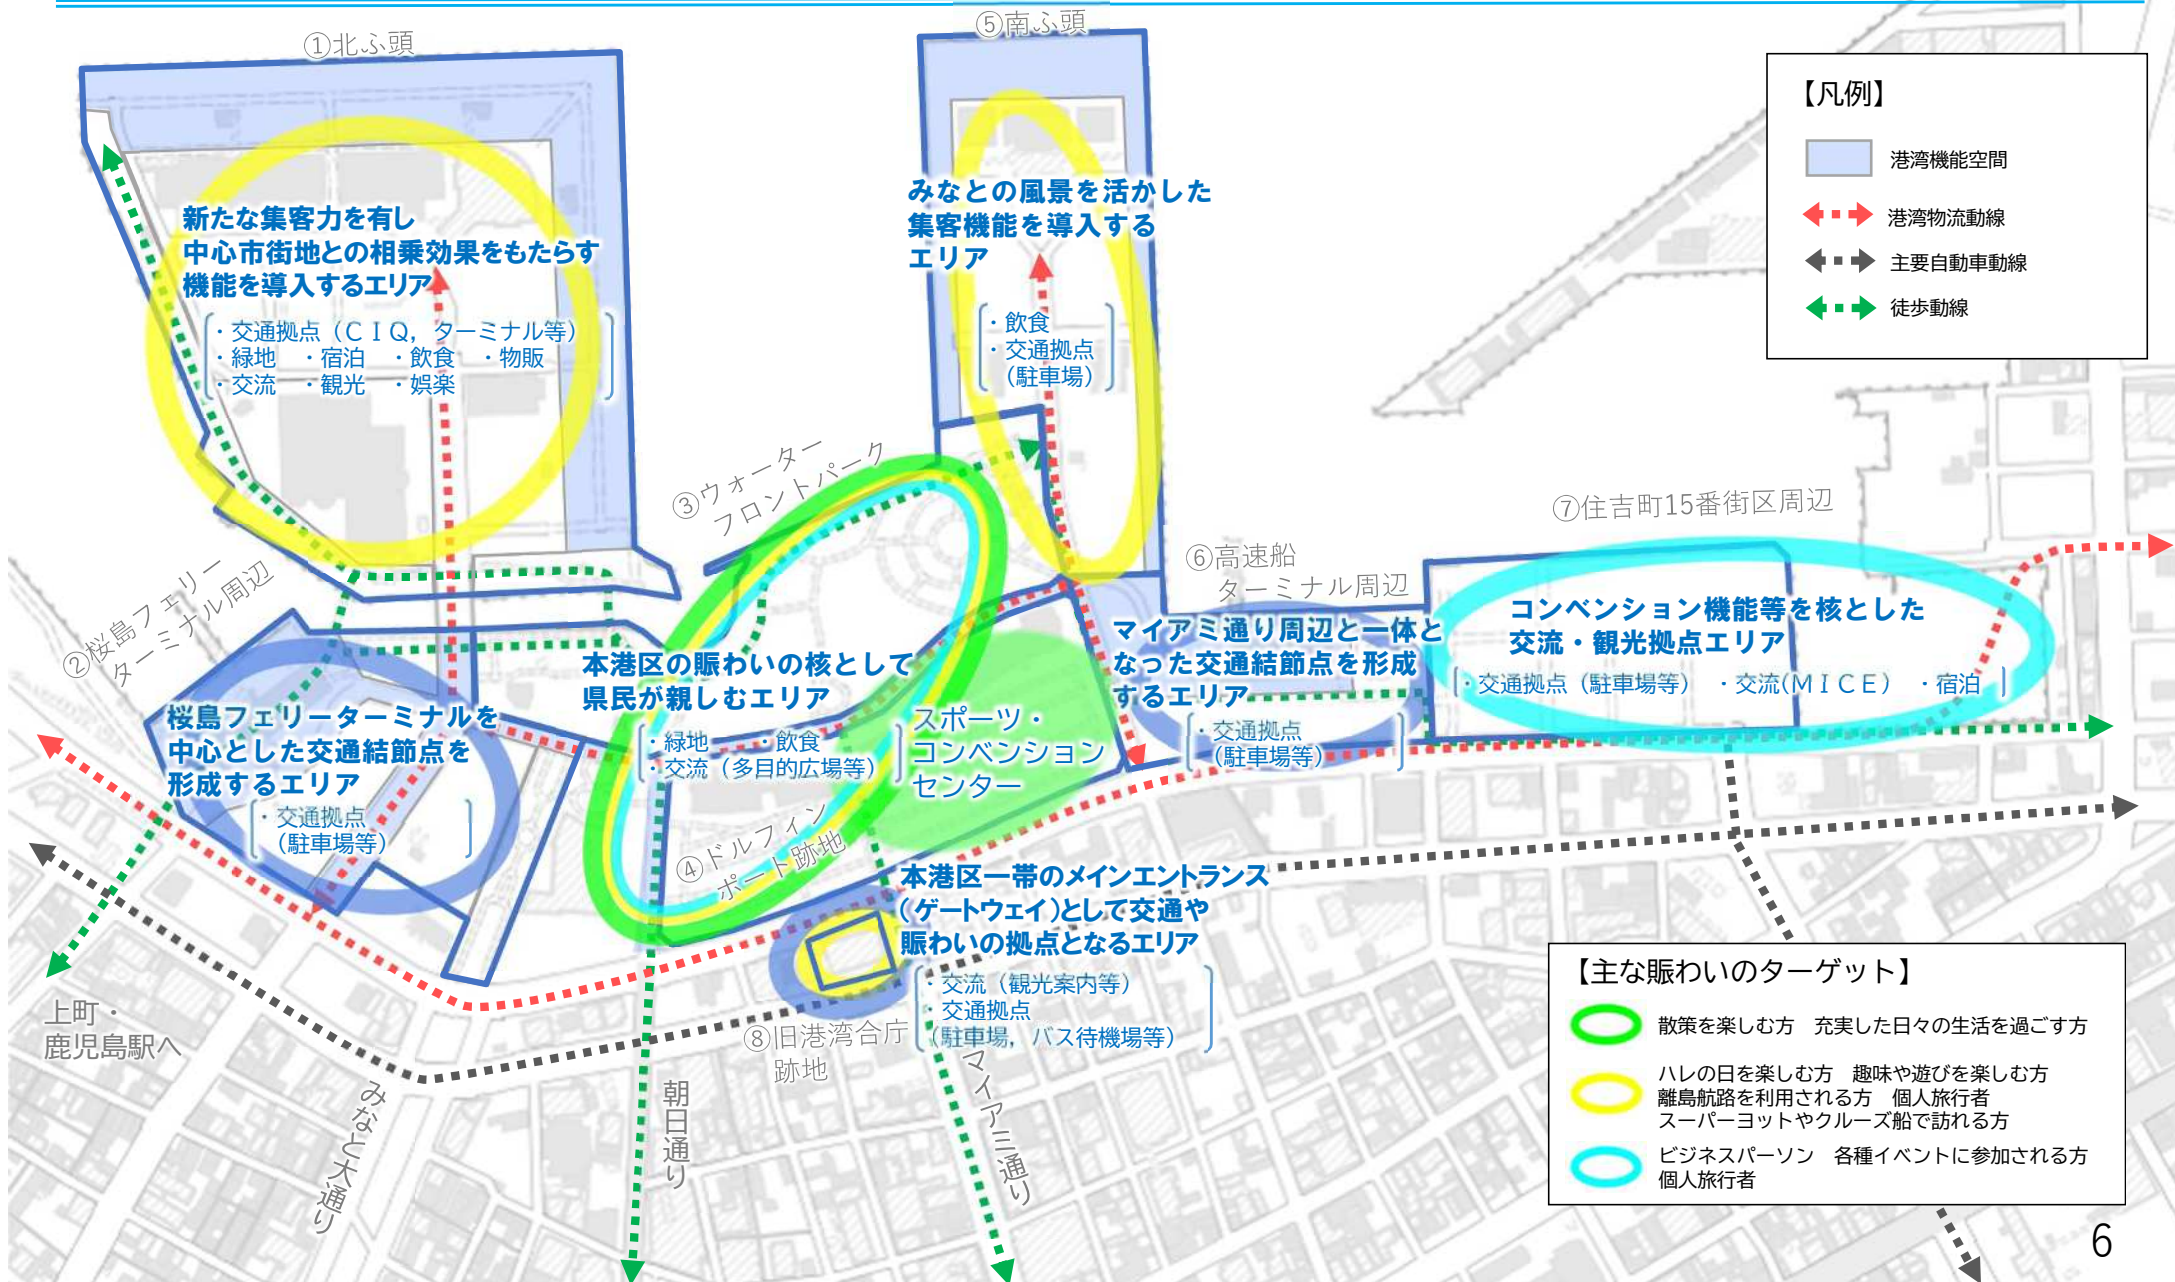 ①北ふ頭
⑤南ふ頭
【凡例】
港湾機能空間
港湾物流動線
主要自動車動線
徒歩動線
新たな集客力を有し
中心市街地との相乗効果をもたらす
機能を導入するエリア
・交通拠点（ＣＩＱ，ターミナル等）
・緑地　・宿泊　・飲食　・物販
・交流　・観光　・娯楽
みなとの風景を活かした
集客機能を導入する
エリア
・飲食
・交通拠点
（駐車場）
③ウォーター
フロントパーク
②桜島フェリー
ターミナル周辺
⑥高速船
ターミナル周辺
⑦住吉町15番街区周辺
桜島フェリーターミナルを
中心とした交通結節点を
形成するエリア
・交通拠点
（駐車場等）
本港区の賑わいの核として
県民が親しむエリア
・緑地　・飲食
・交流（多目的広場等）
スポーツ・
コンベンション
センター
マイアミ通り周辺と一体と
なった交通結節点を形成
するエリア
・交通拠点
（駐車場等）
コンベンション機能等を核とした
交流・観光拠点エリア
・交通拠点（駐車場等）　・交流(ＭＩＣＥ)　・宿泊
④ドルフィン
ポート跡地
本港区一帯のメインエントランス
（ゲートウェイ）として交通や
賑わいの拠点となるエリア
・交流（観光案内等）
・交通拠点
（駐車場，バス待機場等）
⑧旧港湾合庁
跡地
上町・
鹿児島駅へ
みなと大通り
朝日通り
マイアミ通り
【主な賑わいのターゲット】
散策を楽しむ方　充実した日々の生活を過ごす方
ハレの日を楽しむ方　趣味や遊びを楽しむ方
離島航路を利用される方　個人旅行者
スーパーヨットやクルーズ船で訪れる方
ビジネスパーソン　各種イベントに参加される方
個人旅行者
6